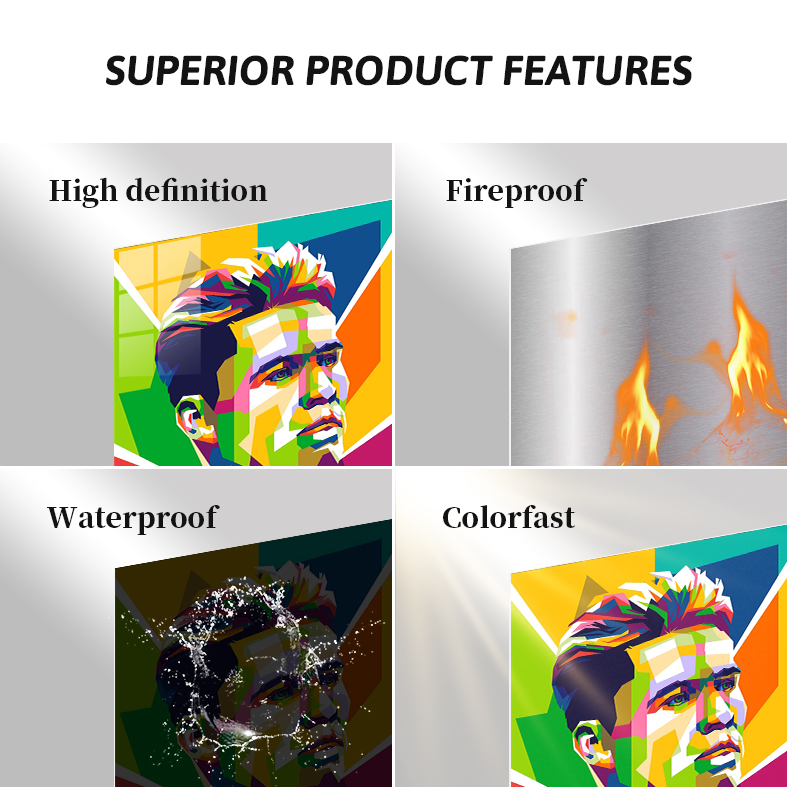 SUPERIOR PRODUCT FEATURES
High definition
Fireproof
Waterproof
Colorfast